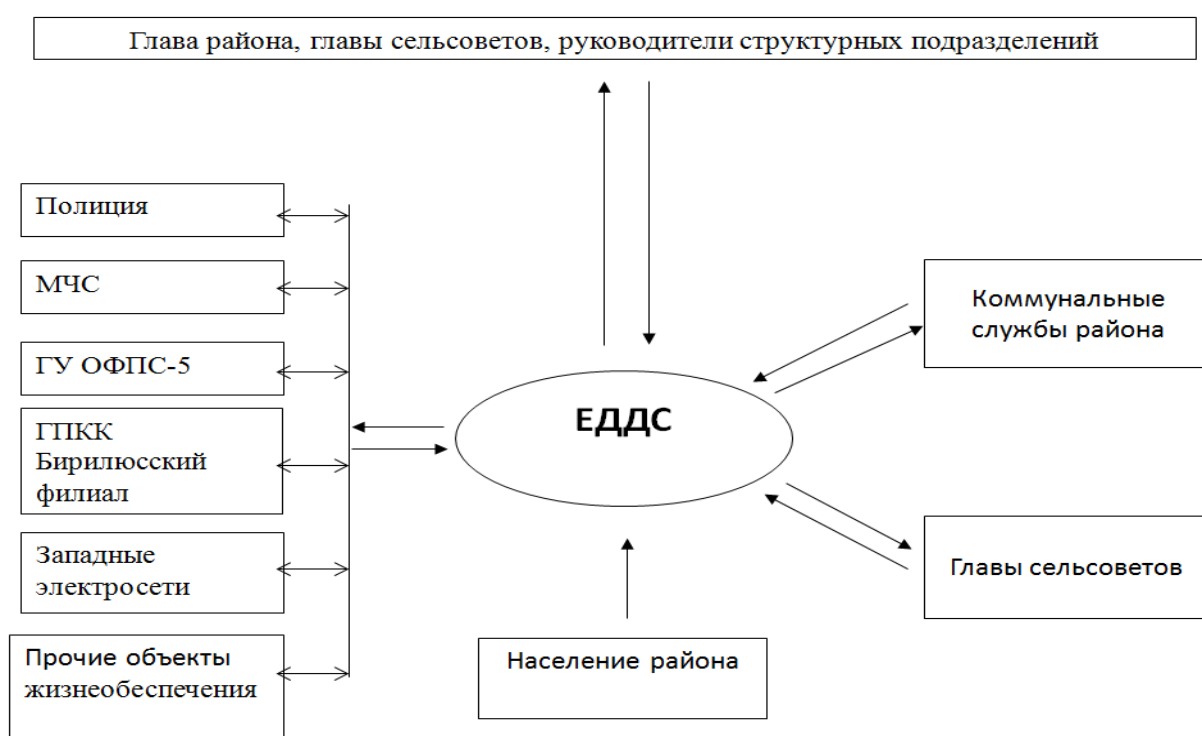 Глава района, главы сельсоветов, руководители структурных подразделений
Полиция
МЧС
ГУ ОФПС-5
ГПКК
Бирилюсский
филиал
Западные
электросети
Прочие объекты
жизнеобеспечения
ЕДДС
Население района
Коммунальные
службы района
Главы сельсоветов